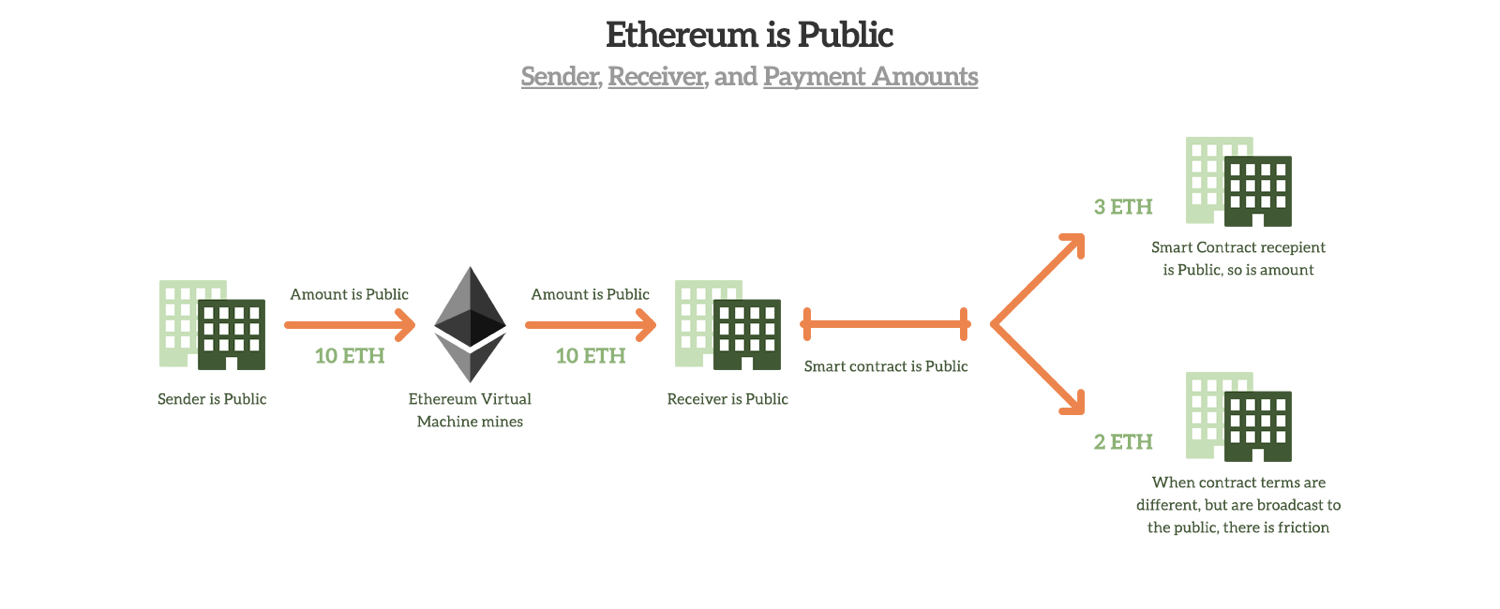 Ethereum is Public
Sender, Receiver, and Payment Amounts
Amount is Public
10 ETH
Sender is Public
Ethereum Virtual
Machine mines
Amount is Public
10 ETH
Receiver is Public
Smart contract is Public
3 ETH
Smart Contract recepient
is Public, so is amount
2 ETH
When contract terms are
different, but are broadcast to
the public, there is friction